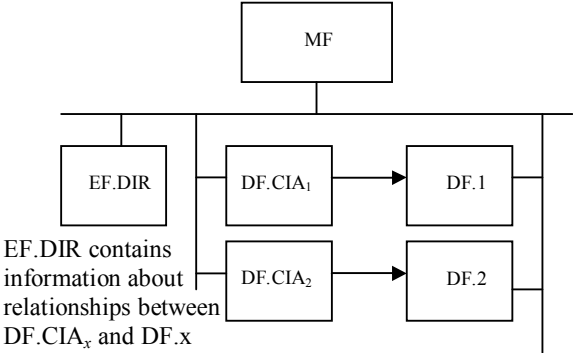 MF
EF.DIR
DF.CIA₁
DF.1
DF.CIA₂
DF.2
EF.DIR contains
information about
relationships between
DF.CIAₓ and DF.x